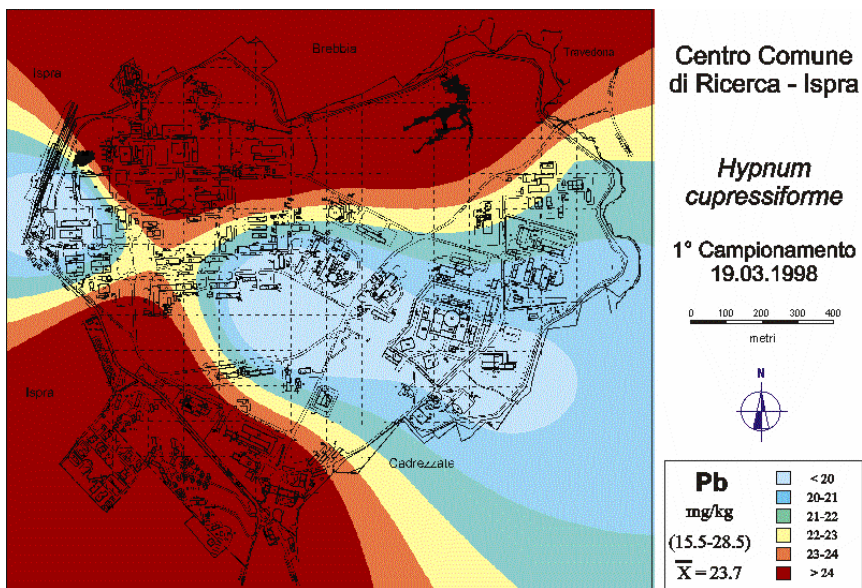 Brebbia
Travedona
Ispra
Ispra
Cadrezzate
Centro Comune
di Ricerca - Ispra
Hypnum
cupressiforme
1° Campionamento
19.03.1998
0 100 200 300 400
metri
N
Pb
mg/kg
(15.5-28.5)
X = 23.7
< 20
20-21
21-22
22-23
23-24
> 24